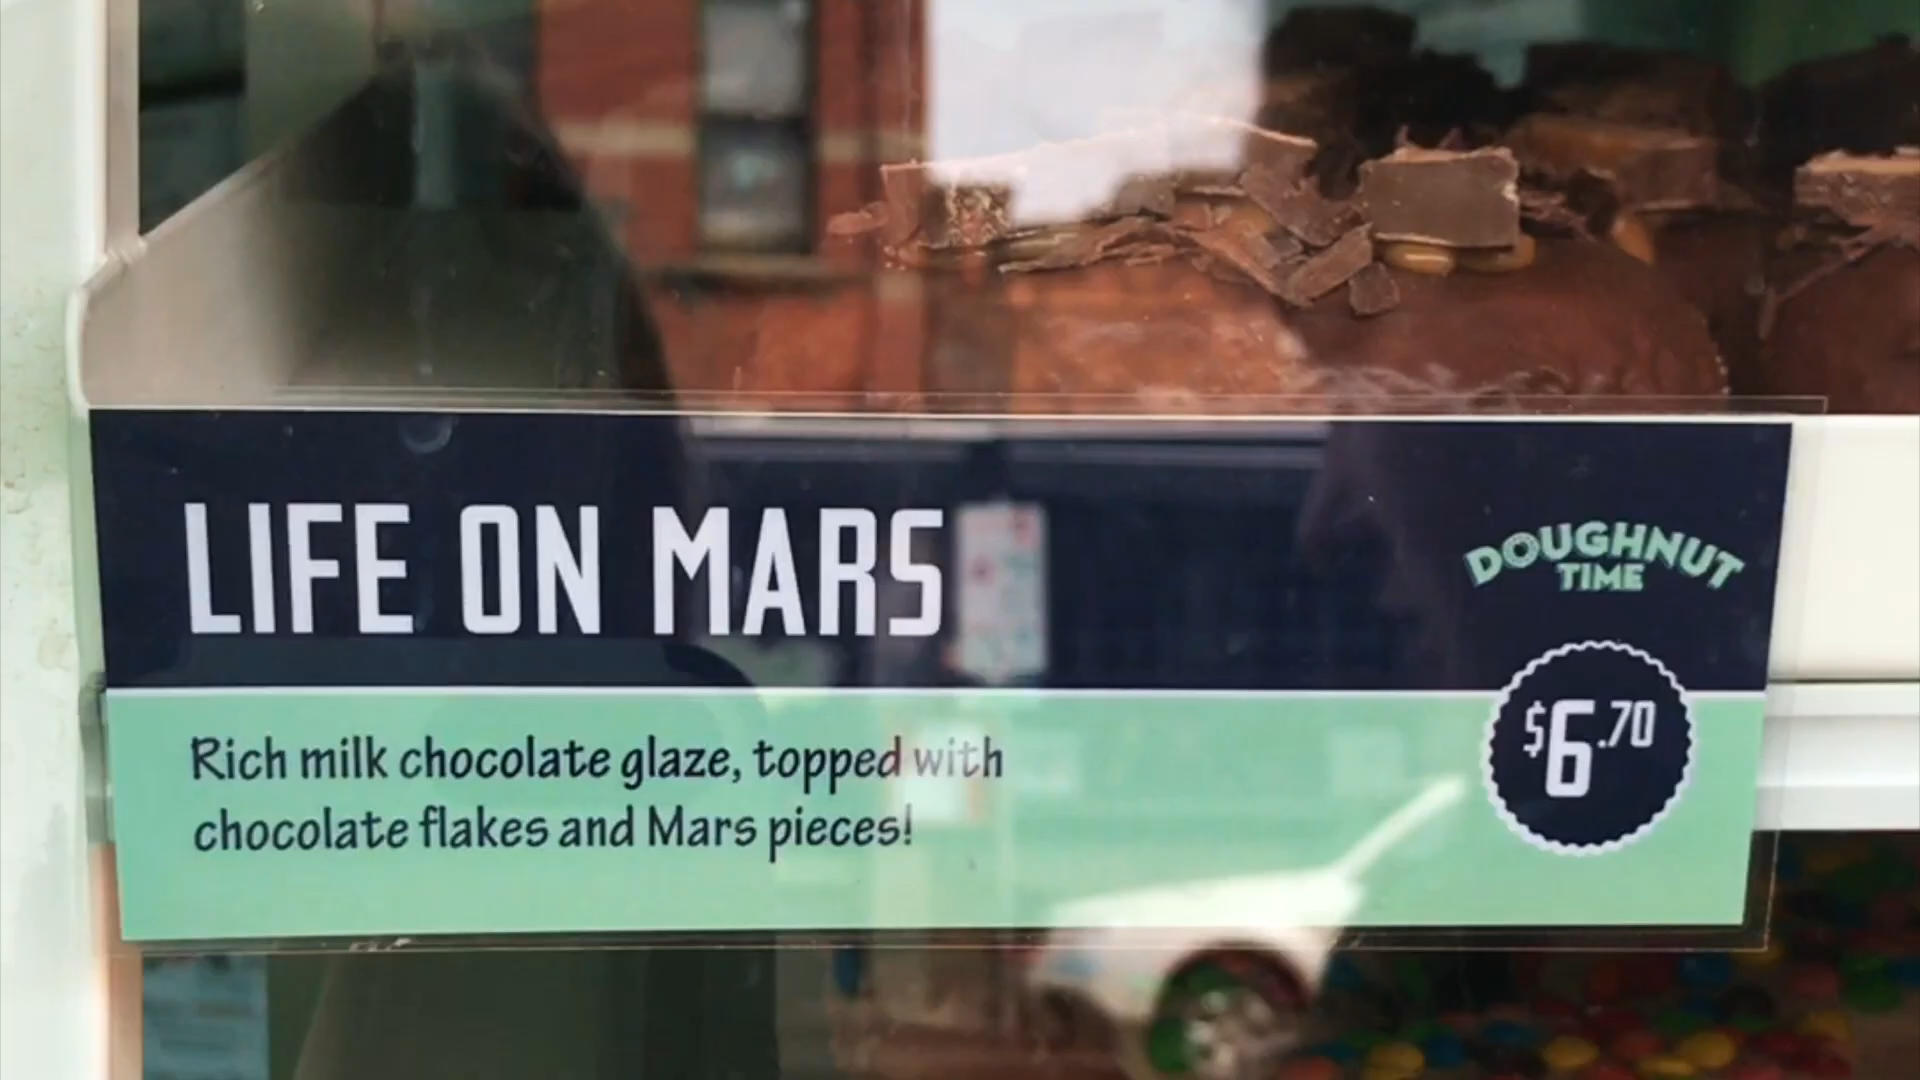 LIFE ON MARS
DOUGHNUT
TIME
$6.70
Rich milk chocolate glaze, topped with
chocolate flakes and Mars pieces!